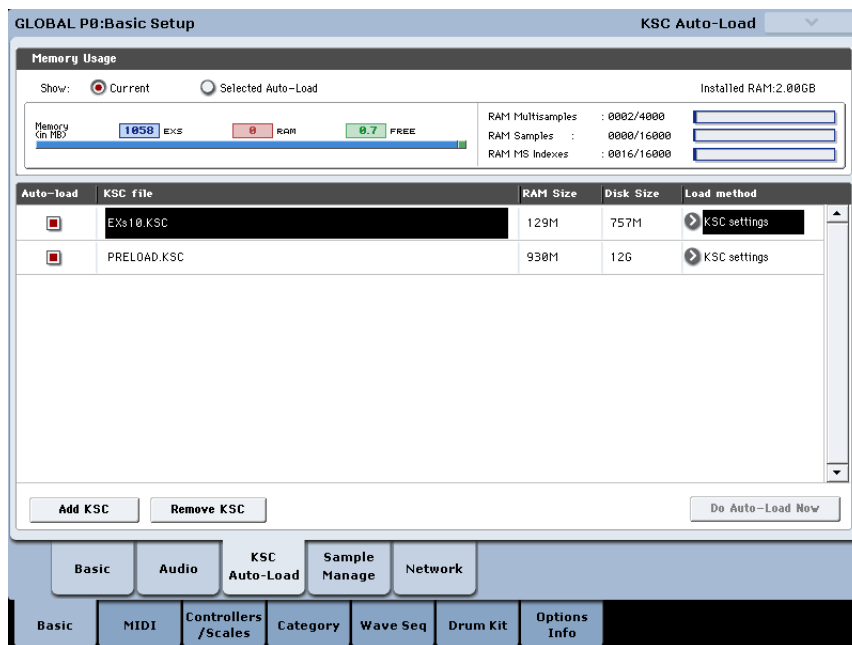 GLOBAL P0:Basic Setup KSC Auto-Load
Memory Usage
Show: Current Selected Auto-Load Installed RAM:2.00GB
Memory
(in MB) 1058 EXS 0 RAM 0.7 FREE
RAM Multisamples : 0002/4000
RAM Samples : 0000/16000
RAM MS Indexes : 0016/16000
Auto-load KSC file RAM Size Disk Size Load method
EXs10.KSC 129M 757M KSC settings
PRELOAD.KSC 930M 12G KSC settings
Add KSC Remove KSC Do Auto-Load Now
Basic Audio KSC Auto-Load Sample Manage Network
Basic MIDI Controllers /Scales Category Wave Seq Drum Kit Options Info